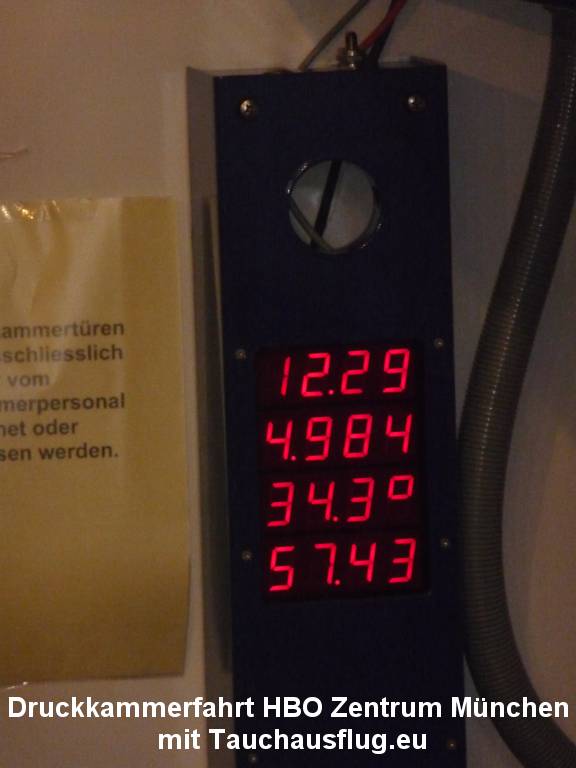 ammertüren
schliesslich
vom
merpersonal
net oder
sen werden.
12.29
4.984
34.3°
57.43
Druckkammerfahrt HBO Zentrum München
mit Tauchausflug.eu